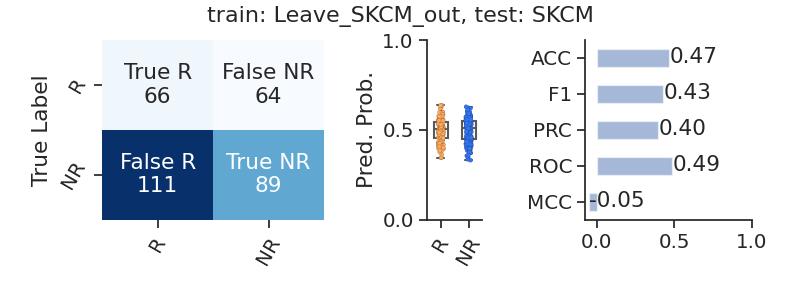 train: Leave_SKCM_out, test: SKCM
True Label
R
NR
True R
66
False NR
64
False R
111
True NR
89
R
NR
Pred. Prob.
1.0
0.5
0.0
R
NR
ACC
F1
PRC
ROC
MCC
0.47
0.43
0.40
0.49
-0.05
0.0
0.5
1.0